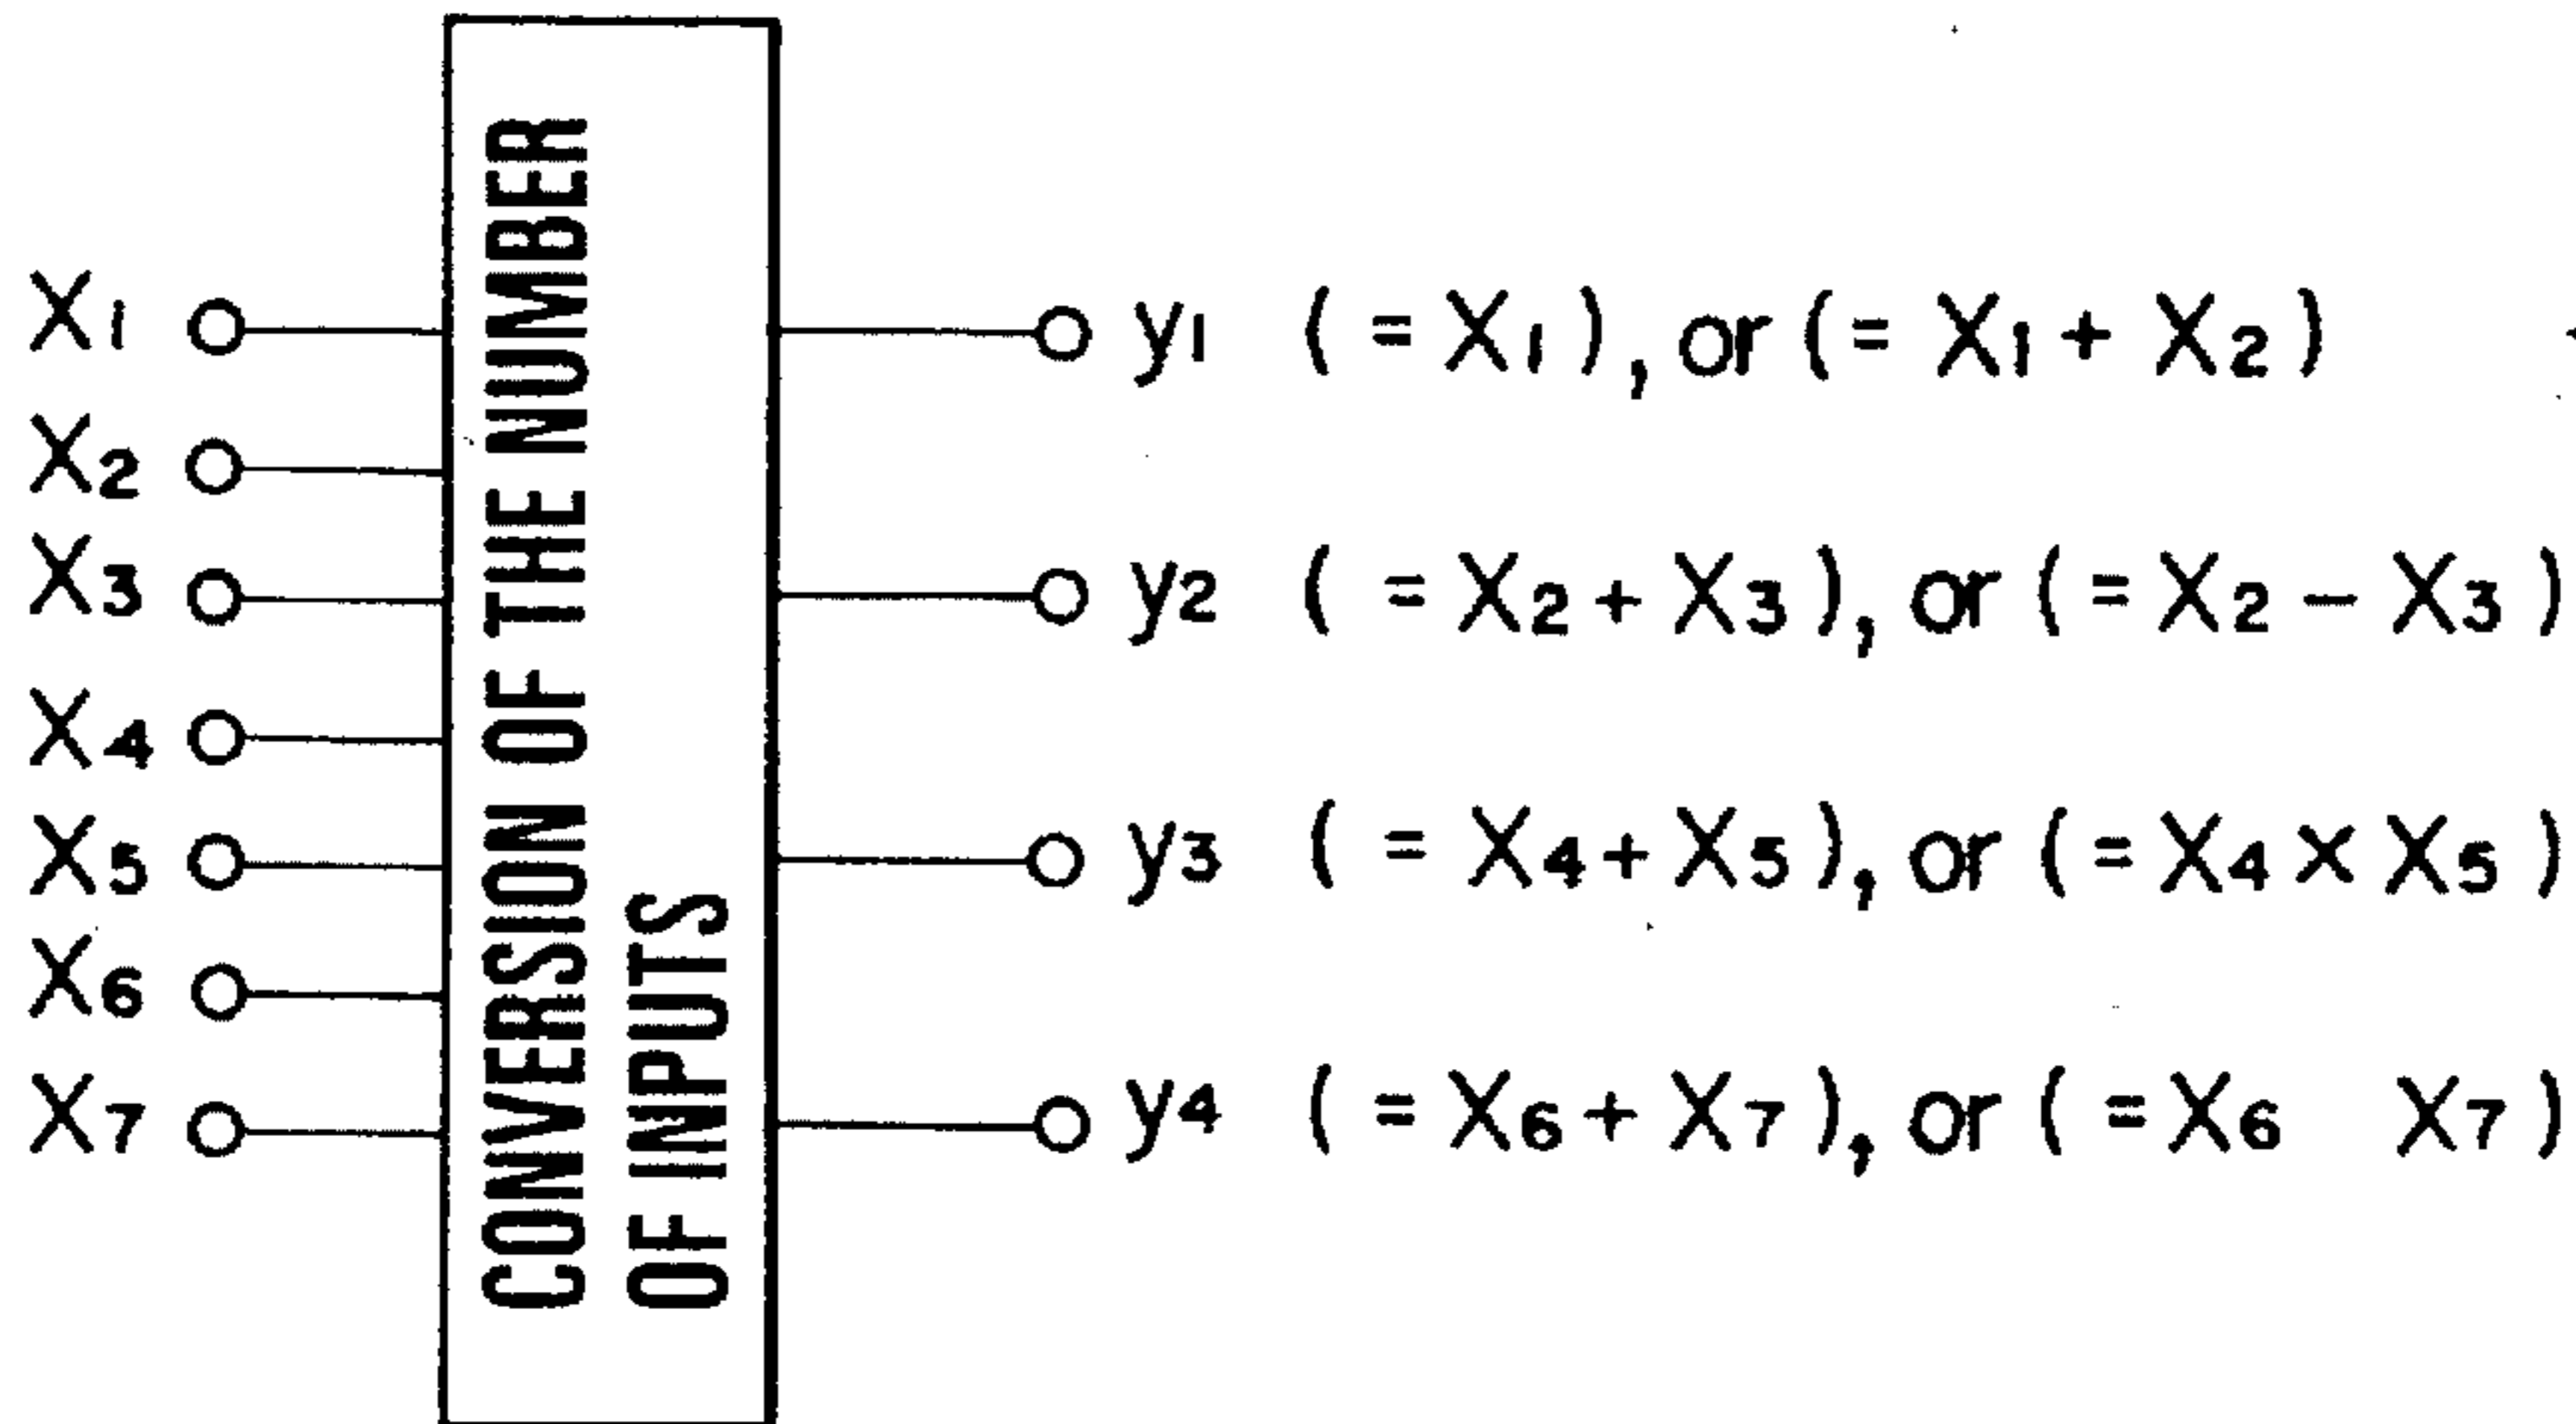 X1
X2
X3
X4
X5
X6
X7
CONVERSION OF THE NUMBER
OF INPUTS
y1 ( = X1 ), or ( = X1 + X2 )
y2 ( = X2 + X3 ), or ( = X2 - X3 )
y3 ( = X4 + X5 ), or ( = X4 × X5 )
y4 ( = X6 + X7 ), or ( = X6 X7 )